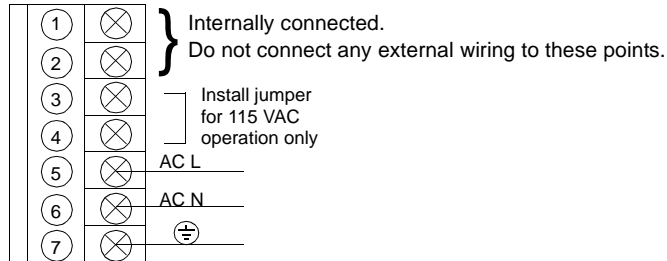 1 Internally connected.
2 Do not connect any external wiring to these points.
3 Install jumper
for 115 VAC
4 operation only
5 AC L
6 AC N
7